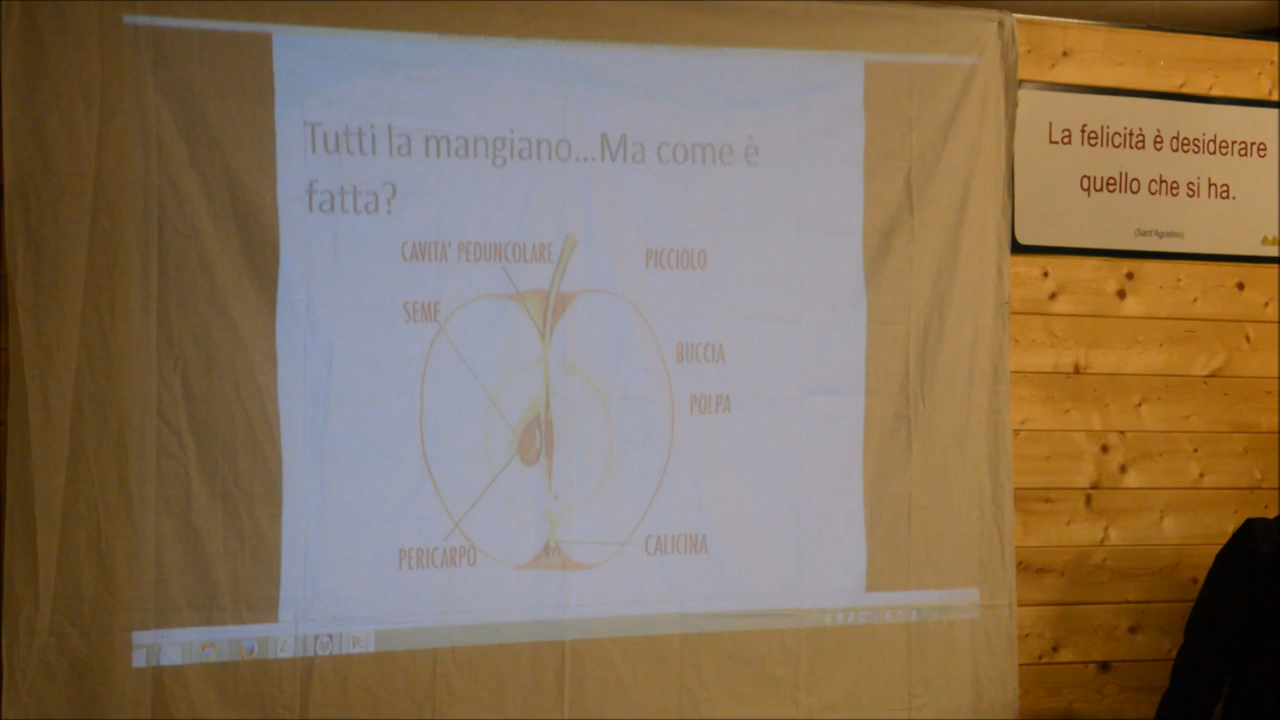 Tutti la mangiano...Ma come è
fatta?
CAVITA' PEDUNCOLARE
PICCIOLO
SEME
BUCCIA
POLPA
PERICARPO
CALICINA
La felicità è desiderare
quello che si ha.
(Sant'Agostino)